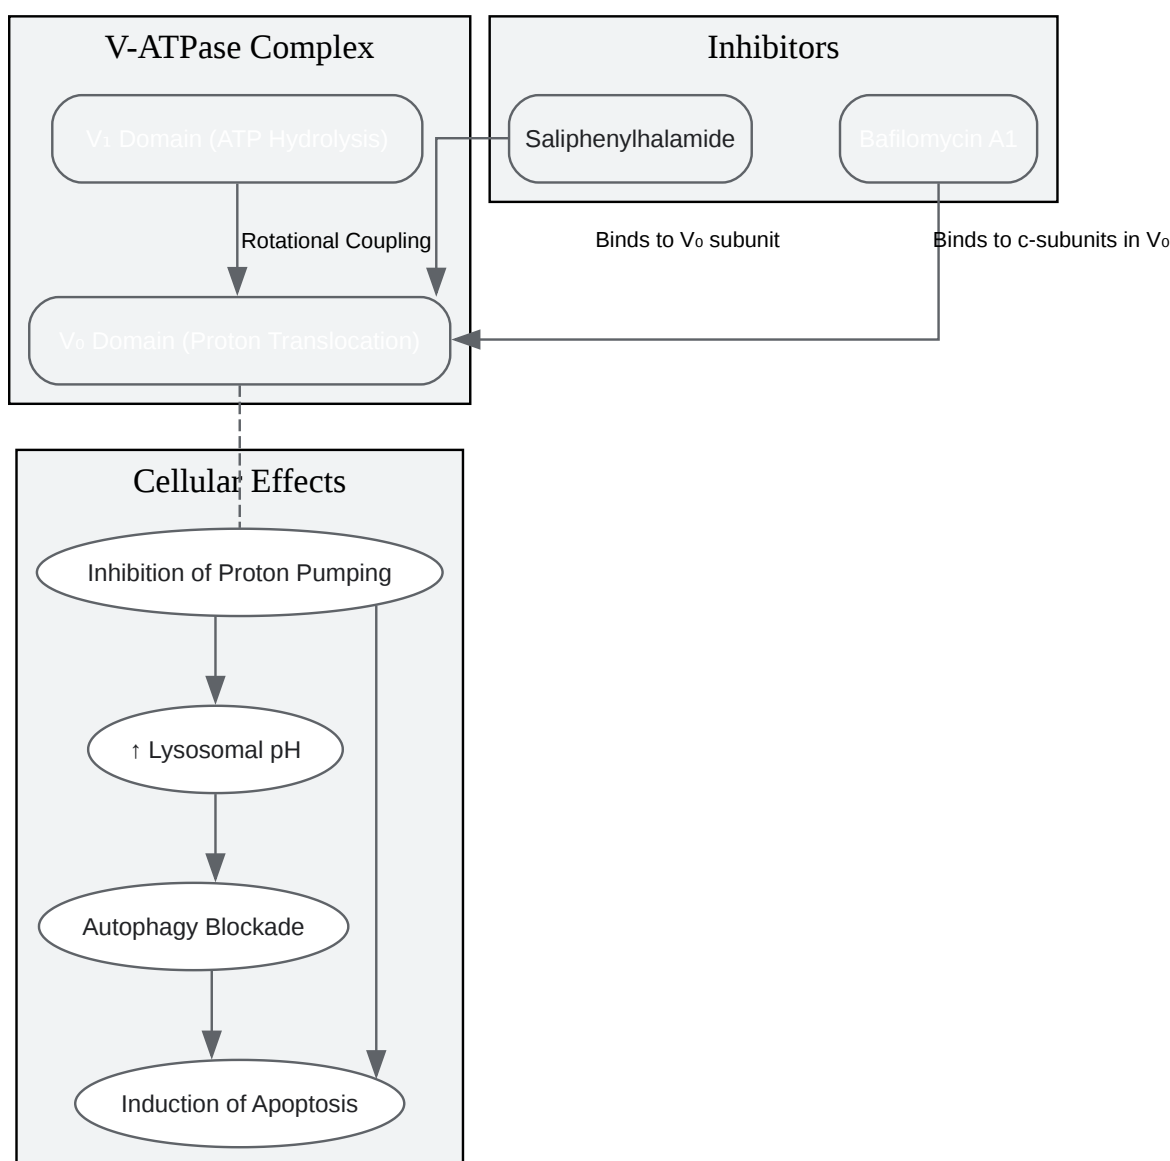 V-ATPase Complex
Inhibitors
V₁ Domain (ATP Hydrolysis)
Saliphenylhalamide
Bafilomycin A1
Rotational Coupling
Binds to V₀ subunit
Binds to c-subunits in V₀
V₀ Domain (Proton Translocation)
Cellular Effects
Inhibition of Proton Pumping
↑ Lysosomal pH
Autophagy Blockade
Induction of Apoptosis